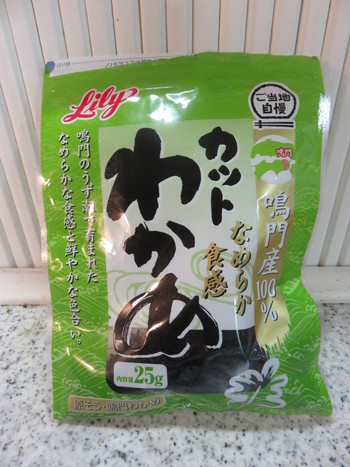 Lily
ご当地
自慢
カット
わかめ
なめらか
食感
鳴門産100%
鳴門のうず潮で育まれた
なめらかな食感と鮮やかな色合い。
内容量25g